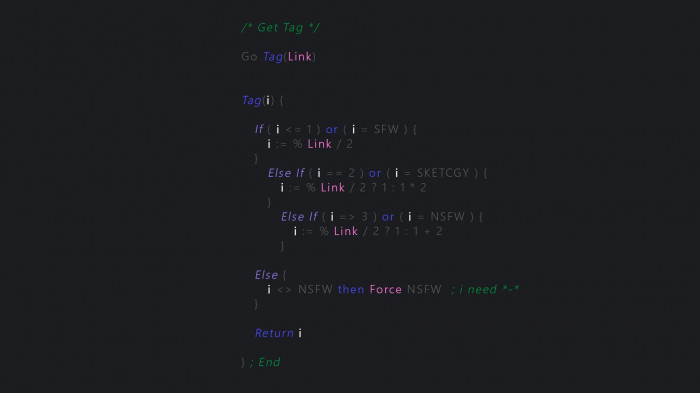 /* Get Tag */
Go Tag(Link)
Tag(i) {
If ( i <= 1 ) or ( i = SFW ) {
i := % Link / 2
}
Else If ( i == 2 ) or ( i = SKETCGY ) {
i := % Link / 2 ? 1 : 1 * 2
}
Else If ( i => 3 ) or ( i = NSFW ) {
i := % Link / 2 ? 1 : 1 + 2
}
Else {
i <> NSFW then Force NSFW ; i need *-*
}
Return i
} ; End